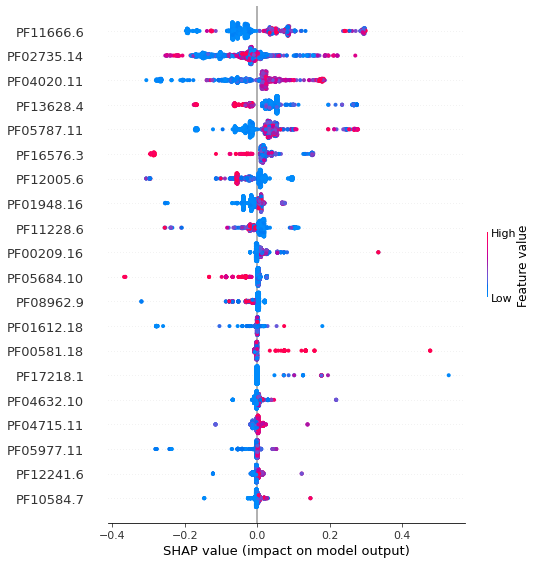 PF11666.6
PF02735.14
PF04020.11
PF13628.4
PF05787.11
PF16576.3
PF12005.6
PF01948.16
PF11228.6
PF00209.16
PF05684.10
PF08962.9
PF01612.18
PF00581.18
PF17218.1
PF04632.10
PF04715.11
PF05977.11
PF12241.6
PF10584.7
−0.4 −0.2 0.0 0.2 0.4
SHAP value (impact on model output)
High
Low
Feature value